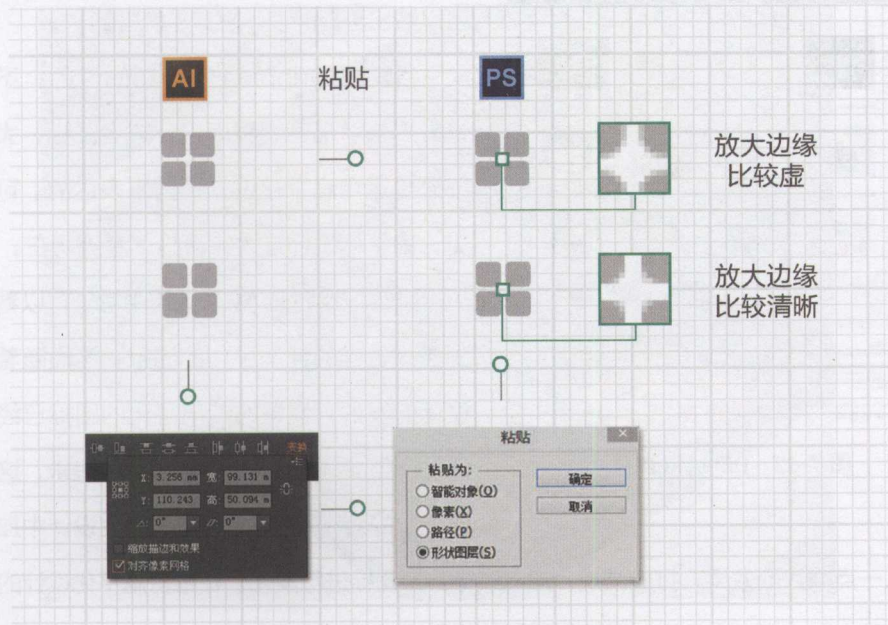 AI
粘贴
PS
放大边缘
比较虚
放大边缘
比较清晰
变换
X: 3.256 mm 宽: 99.131 m
Y: 110.243 高: 50.094 m
0° 0°
缩放描边和效果
对齐像素网格
粘贴
粘贴为:
智能对象(O)
像素(X)
路径(P)
形状图层(S)
确定
取消